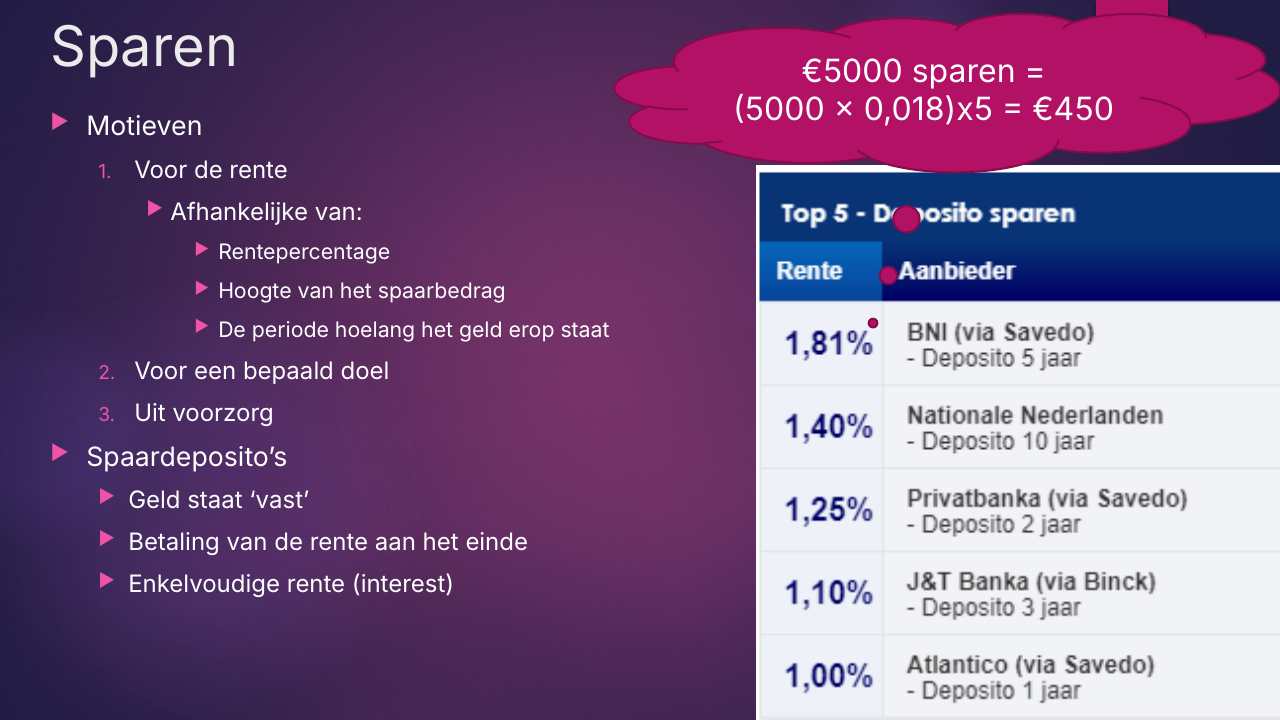 Sparen
€5000 sparen =
(5000 × 0,018)x5 = €450
Motieven
1. Voor de rente
Afhankelijke van:
Rentepercentage
Hoogte van het spaarbedrag
De periode hoelang het geld erop staat
2. Voor een bepaald doel
3. Uit voorzorg
Spaardeposito’s
Geld staat ‘vast’
Betaling van de rente aan het einde
Enkelvoudige rente (interest)
Top 5 - Deposito sparen
Rente Aanbieder
1,81% BNI (via Savedo)
- Deposito 5 jaar
1,40% Nationale Nederlanden
- Deposito 10 jaar
1,25% Privatbanka (via Savedo)
- Deposito 2 jaar
1,10% J&T Banka (via Binck)
- Deposito 3 jaar
1,00% Atlantico (via Savedo)
- Deposito 1 jaar